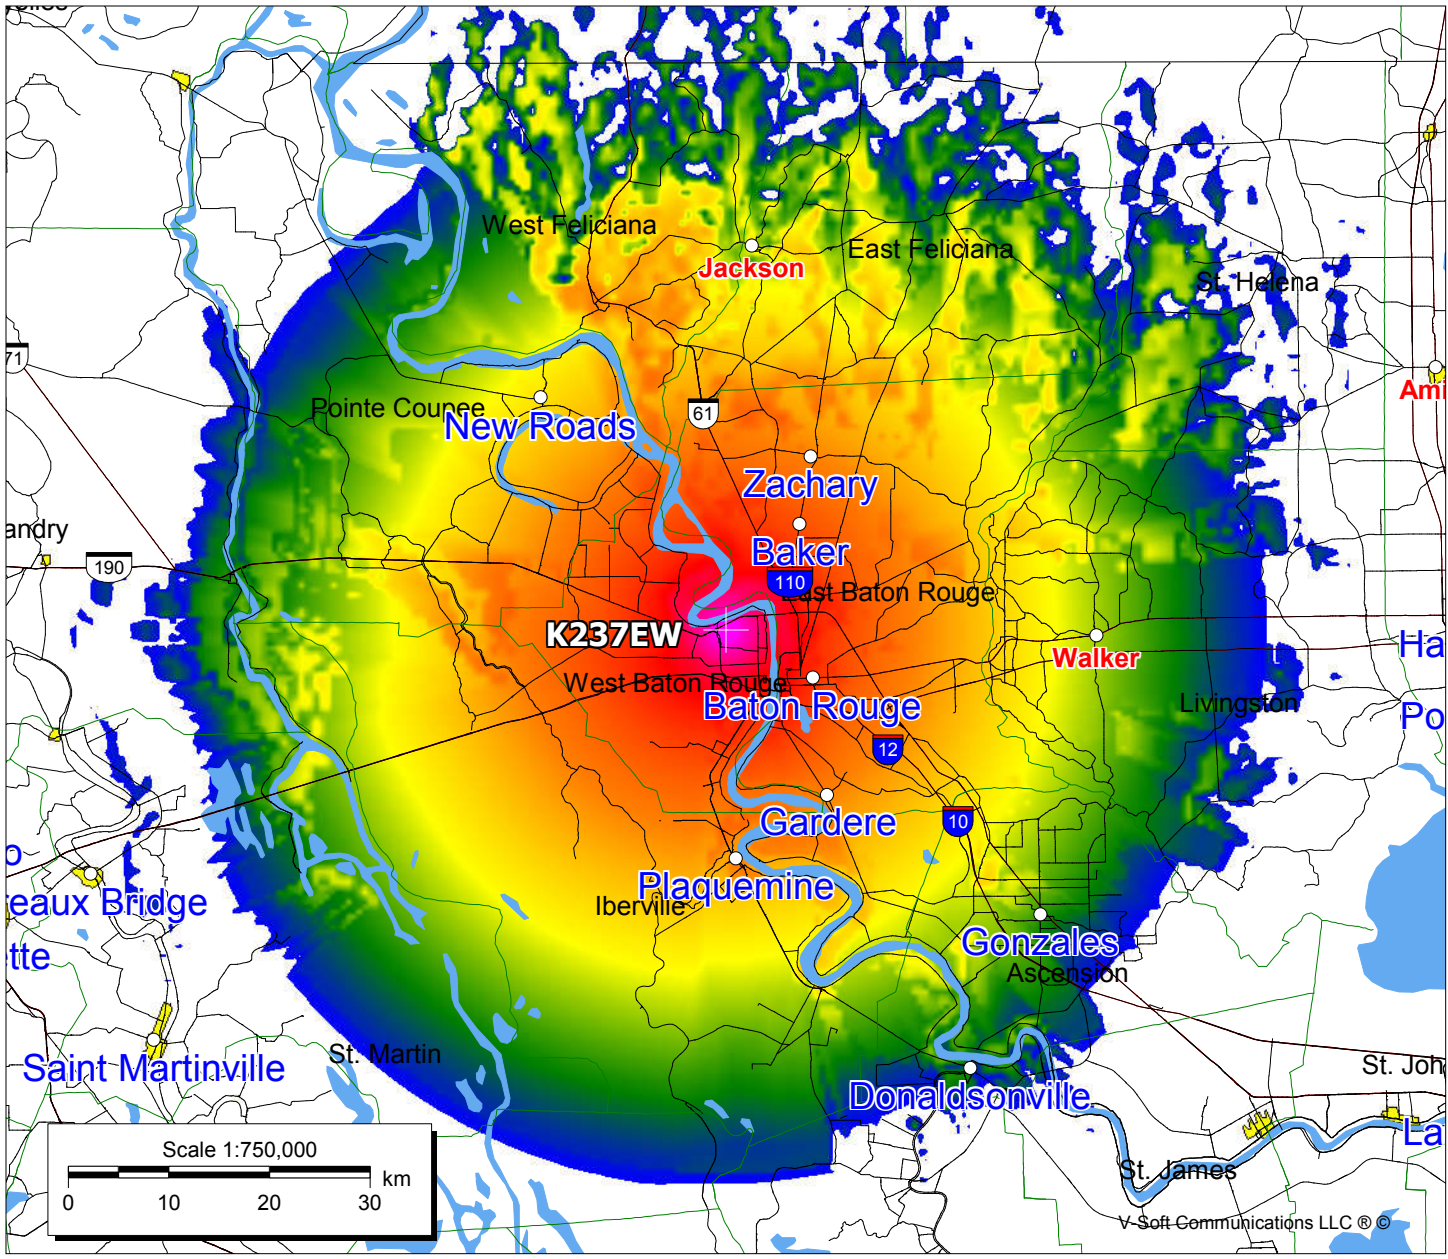 West Feliciana
East Feliciana
Jackson
St. Helena
71
61
Pointe Coupee
New Roads
Zachary
andry
190
Baker
110
East Baton Rouge
K237EW
Walker
Ha
West Baton Rouge
Baton Rouge
Livingston
Po
12
10
Gardere
Plaquemine
Iberville
eaux Bridge
Gonzales
Ascension
tte
St. Martin
Saint Martinville
St. Joh
Donaldsonville
La
St. James
Ami
o
Scale 1:750,000
km
0 10 20 30
V-Soft Communications LLC ® ©